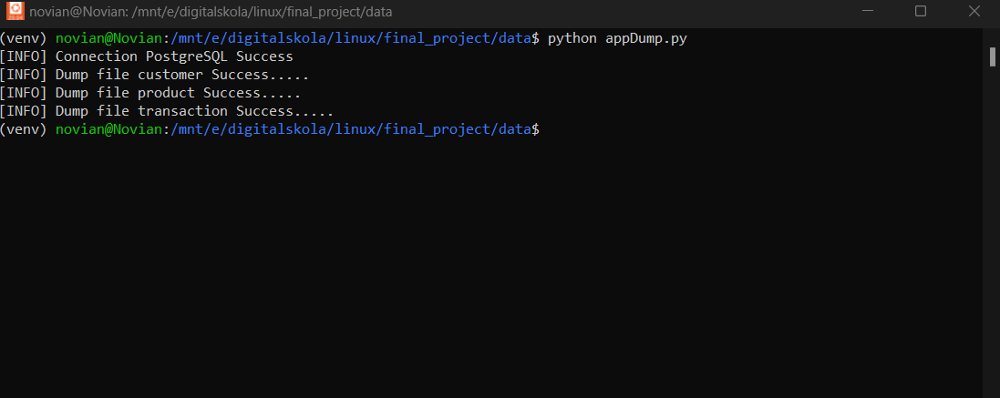 novian@Novian: /mnt/e/digitalskola/linux/final_project/data
(venv) novian@Novian:/mnt/e/digitalskola/linux/final_project/data$ python appDump.py
[INFO] Connection PostgreSQL Success
[INFO] Dump file customer Success.....
[INFO] Dump file product Success.....
[INFO] Dump file transaction Success.....
(venv) novian@Novian:/mnt/e/digitalskola/linux/final_project/data$